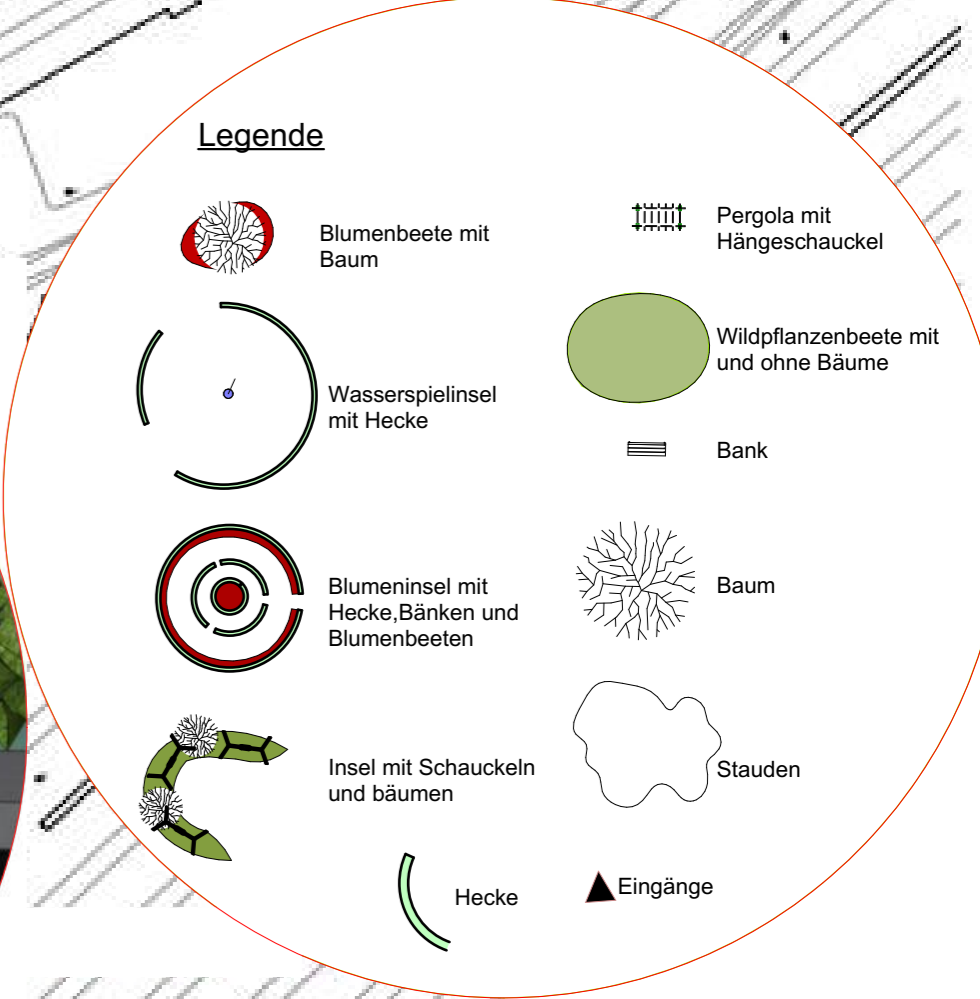 Legende
Blumenbeete mit
Baum
Wasserspielinsel
mit Hecke
Blumeninsel mit
Hecke,Bänken und
Blumenbeeten
Insel mit Schauckeln
und bäumen
Hecke
Pergola mit
Hängeschauckel
Wildpflanzenbeete mit
und ohne Bäume
Bank
Baum
Stauden
Eingänge